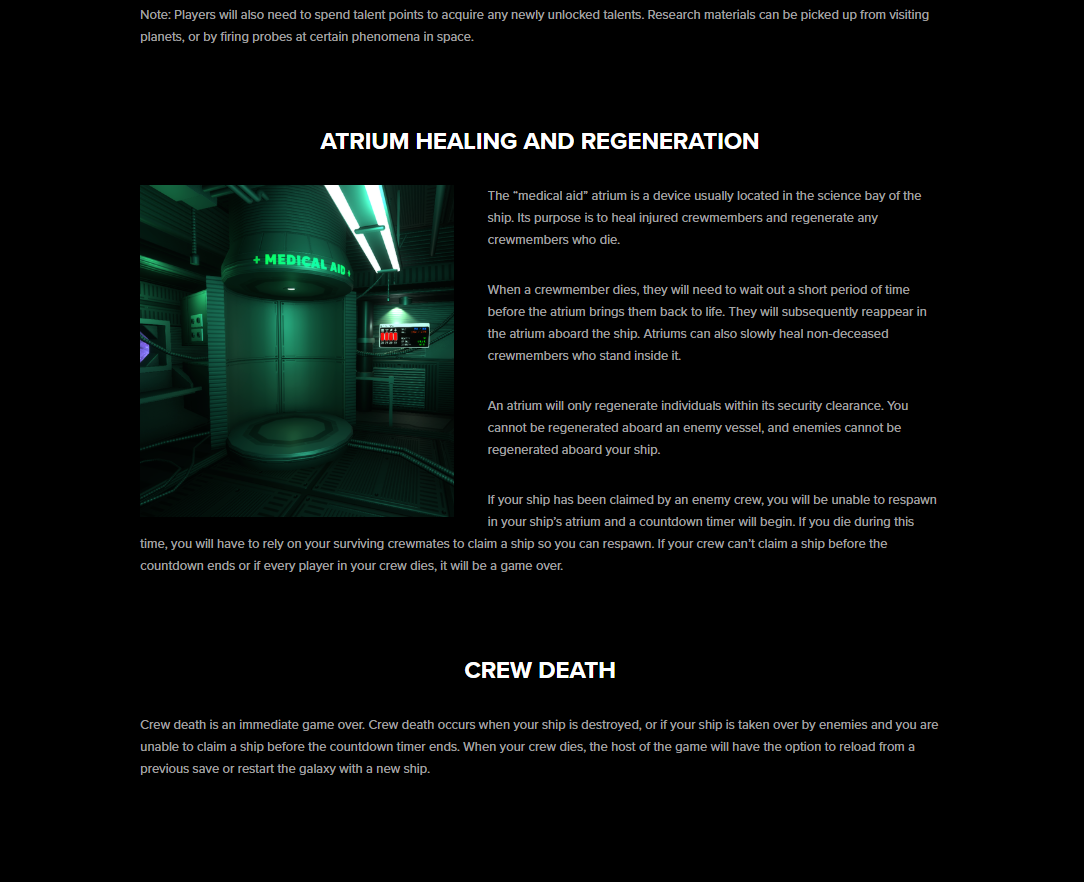 Note: Players will also need to spend talent points to acquire any newly unlocked talents. Research materials can be picked up from visiting
planets, or by firing probes at certain phenomena in space.
ATRIUM HEALING AND REGENERATION
+ MEDICAL AID +
The “medical aid” atrium is a device usually located in the science bay of the
ship. Its purpose is to heal injured crewmembers and regenerate any
crewmembers who die.
When a crewmember dies, they will need to wait out a short period of time
before the atrium brings them back to life. They will subsequently reappear in
the atrium aboard the ship. Atriums can also slowly heal non-deceased
crewmembers who stand inside it.
An atrium will only regenerate individuals within its security clearance. You
cannot be regenerated aboard an enemy vessel, and enemies cannot be
regenerated aboard your ship.
If your ship has been claimed by an enemy crew, you will be unable to respawn
in your ship’s atrium and a countdown timer will begin. If you die during this
time, you will have to rely on your surviving crewmates to claim a ship so you can respawn. If your crew can’t claim a ship before the
countdown ends or if every player in your crew dies, it will be a game over.
CREW DEATH
Crew death is an immediate game over. Crew death occurs when your ship is destroyed, or if your ship is taken over by enemies and you are
unable to claim a ship before the countdown timer ends. When your crew dies, the host of the game will have the option to reload from a
previous save or restart the galaxy with a new ship.